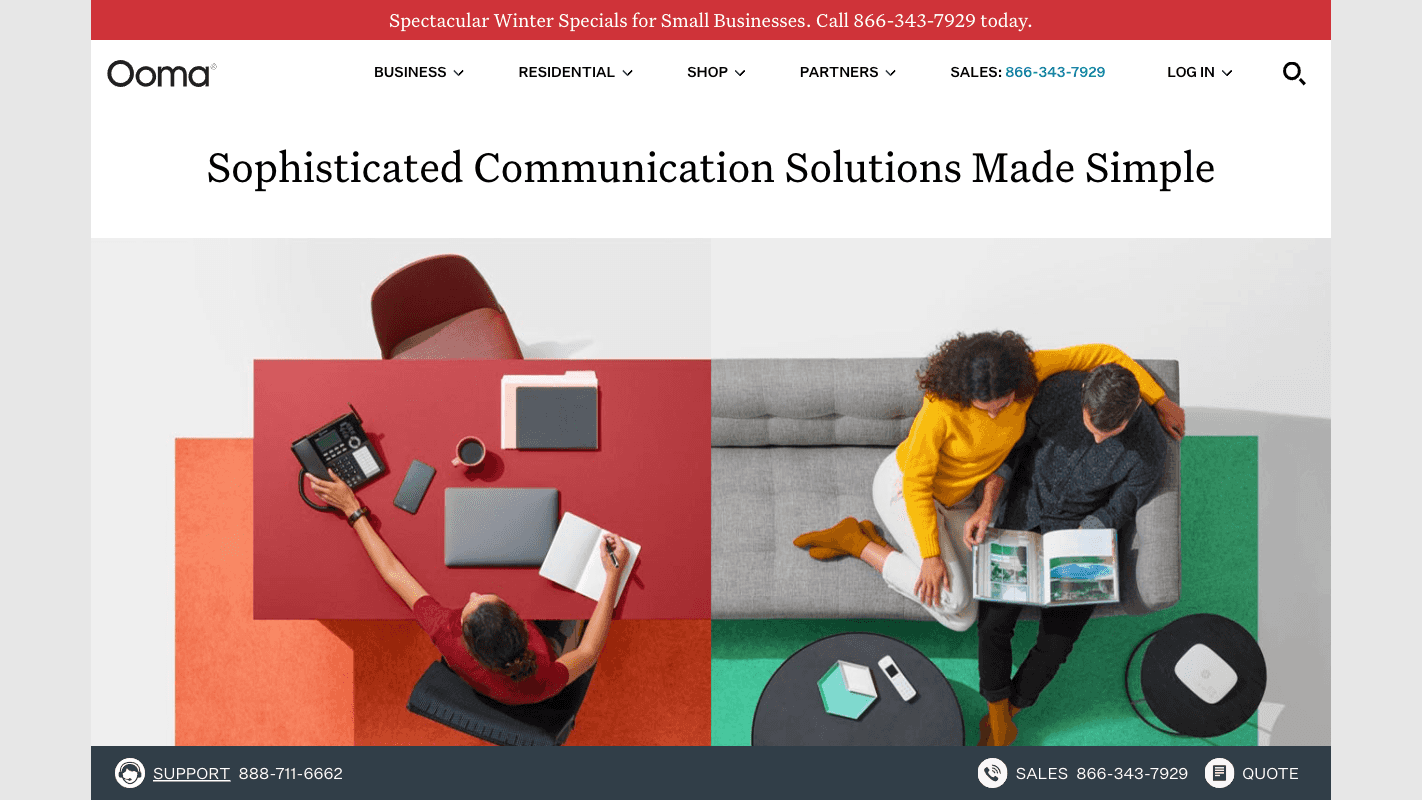 Spectacular Winter Specials for Small Businesses. Call 866-343-7929 today.
Ooma®
BUSINESS
RESIDENTIAL
SHOP
PARTNERS
SALES: 866-343-7929
LOG IN
Sophisticated Communication Solutions Made Simple
SUPPORT 888-711-6662
SALES 866-343-7929
QUOTE